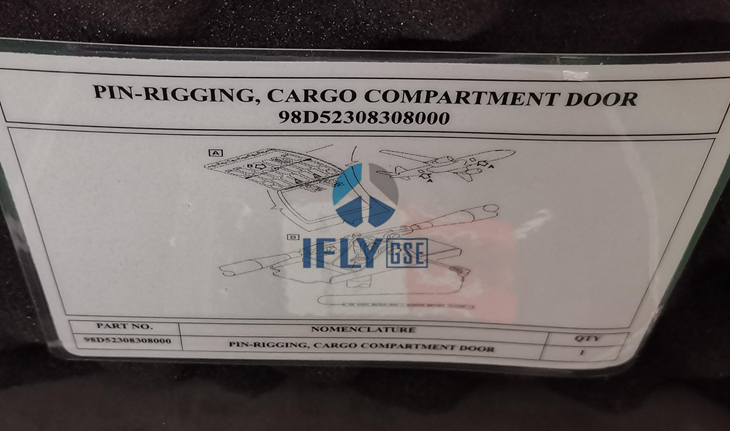 PIN-RIGGING, CARGO COMPARTMENT DOOR
98D52308308000
A
B
A
A
B
IFLY GSE
PART NO.
NOMENCLATURE
QTY
98D52308308000
PIN-RIGGING, CARGO COMPARTMENT DOOR
1